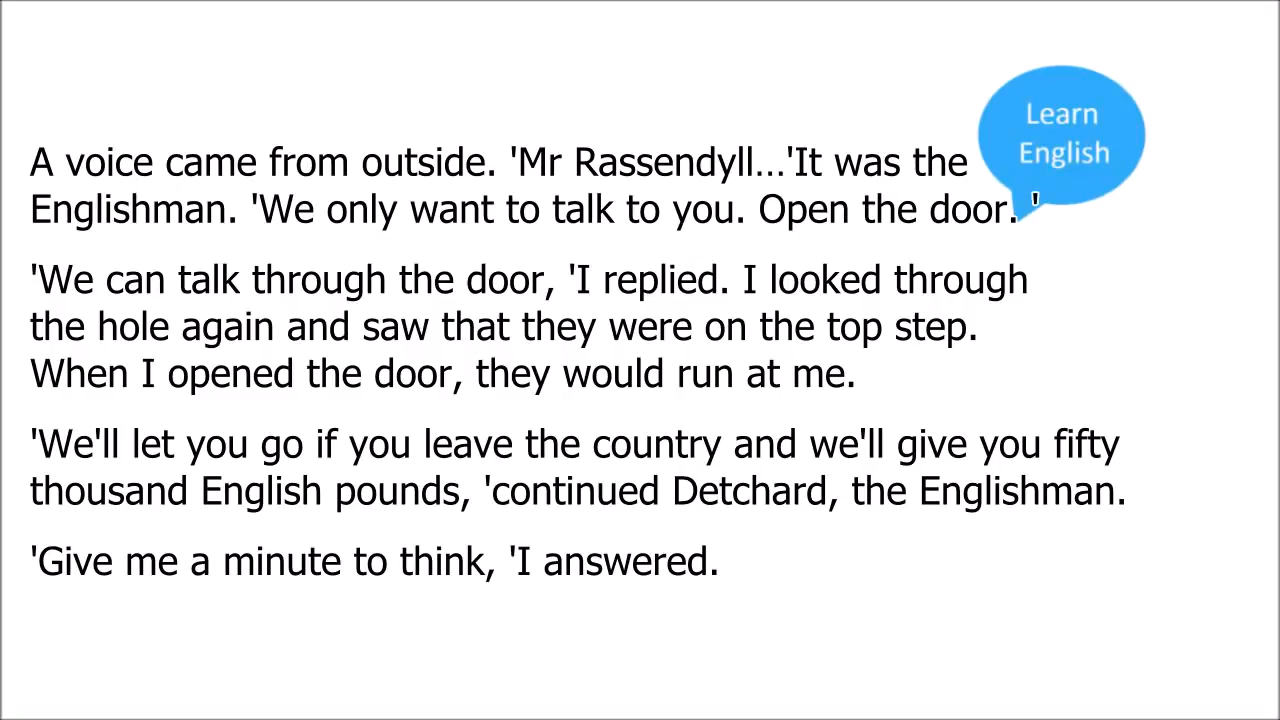 Learn
English
A voice came from outside. 'Mr Rassendyll...'It was the
Englishman. 'We only want to talk to you. Open the door. '
'We can talk through the door, 'I replied. I looked through
the hole again and saw that they were on the top step.
When I opened the door, they would run at me.
'We'll let you go if you leave the country and we'll give you fifty
thousand English pounds, 'continued Detchard, the Englishman.
'Give me a minute to think, 'I answered.